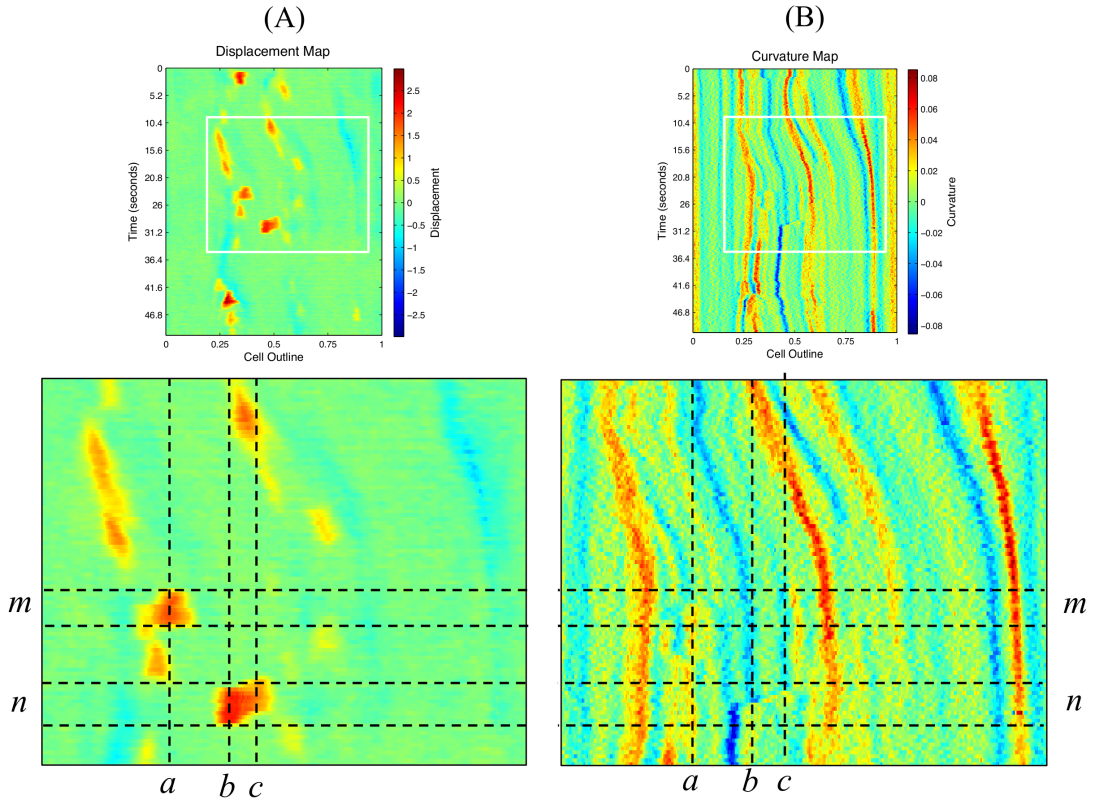 (A)
(B)
Displacement Map
Curvature Map
0
5.2
10.4
15.6
20.8
26
31.2
36.4
41.6
46.8
Time (seconds)
0
0.25
0.5
0.75
1
Cell Outline
2.5
2
1.5
1
0.5
0
−0.5
−1
−1.5
−2
−2.5
Displacement
0
5.2
10.4
15.6
20.8
26
31.2
36.4
41.6
46.8
Time (seconds)
0
0.25
0.5
0.75
1
Cell Outline
0.08
0.06
0.04
0.02
0
−0.02
−0.04
−0.06
−0.08
Curvature
m
n
a
b
c
m
n
a
b
c